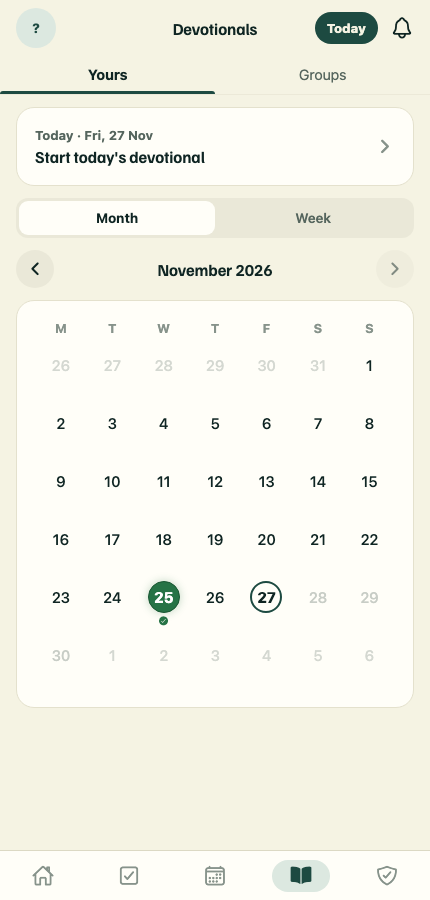 ?
Devotionals
Today
Yours
Groups
Today · Fri, 27 Nov
Start today's devotional
Month
Week
November 2026
M T W T F S S
26 27 28 29 30 31 1
2 3 4 5 6 7 8
9 10 11 12 13 14 15
16 17 18 19 20 21 22
23 24 25 26 27 28 29
30 1 2 3 4 5 6